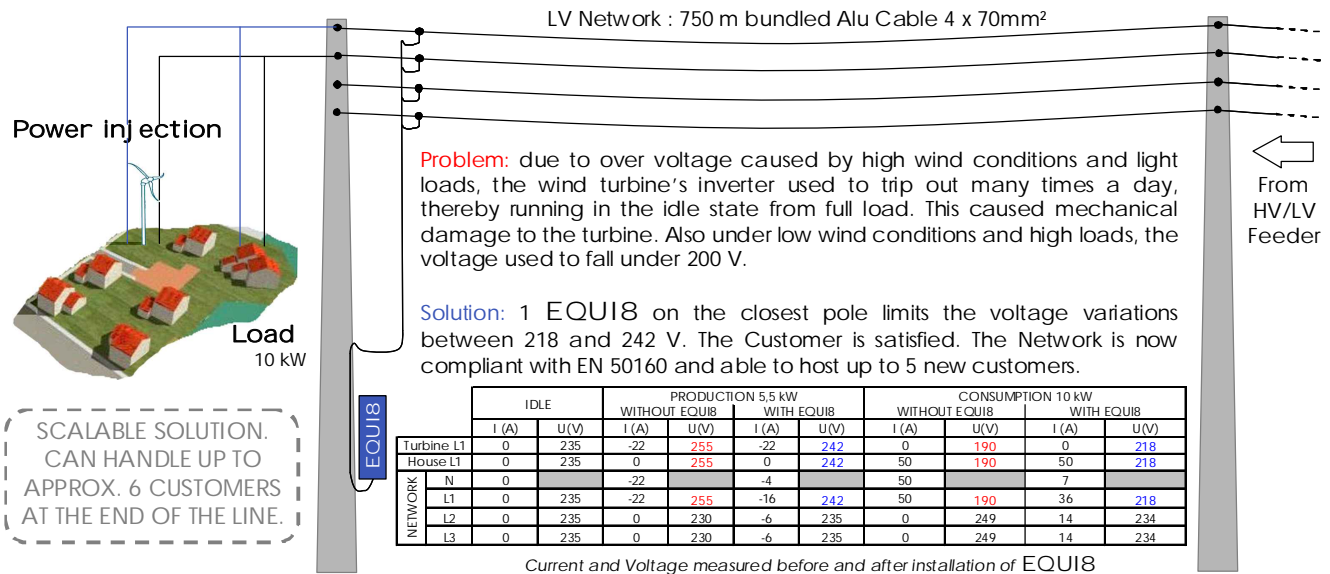 LV Network : 750 m bundled Alu Cable 4 x 70mm²
Power injection
Load
10 kW
From
HV/LV
Feeder
Problem: due to over voltage caused by high wind conditions and light
loads, the wind turbine's inverter used to trip out many times a day,
thereby running in the idle state from full load. This caused mechanical
damage to the turbine. Also under low wind conditions and high loads, the
voltage used to fall under 200 V.
Solution: 1 EQUI8 on the closest pole limits the voltage variations
between 218 and 242 V. The Customer is satisfied. The Network is now
compliant with EN 50160 and able to host up to 5 new customers.
EQUI8
SCALABLE SOLUTION.
CAN HANDLE UP TO
APPROX. 6 CUSTOMERS
AT THE END OF THE LINE.
IDLE PRODUCTION 5,5 kW CONSUMPTION 10 kW
WITHOUT EQUI8 WITH EQUI8 WITHOUT EQUI8 WITH EQUI8
I (A) U(V) I (A) U(V) I (A) U(V) I (A) U(V) I (A) U(V)
Turbine L1 0 235 -22 255 -22 242 0 190 0 218
House L1 0 235 0 255 0 242 50 190 50 218
NETWORK
N 0 -22 -4 50 7
L1 0 235 -22 255 -16 242 50 190 36 218
L2 0 235 0 230 -6 235 0 249 14 234
L3 0 235 0 230 -6 235 0 249 14 234
Current and Voltage measured before and after installation of EQUI8